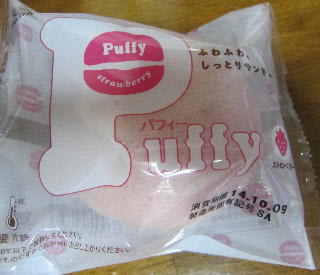 Puffy
strawberry
ふわふわ、
しっとりサンド
パフィー
Puffy
ストロベリー
消費期限 14.10.09
製造所固有記号 SA